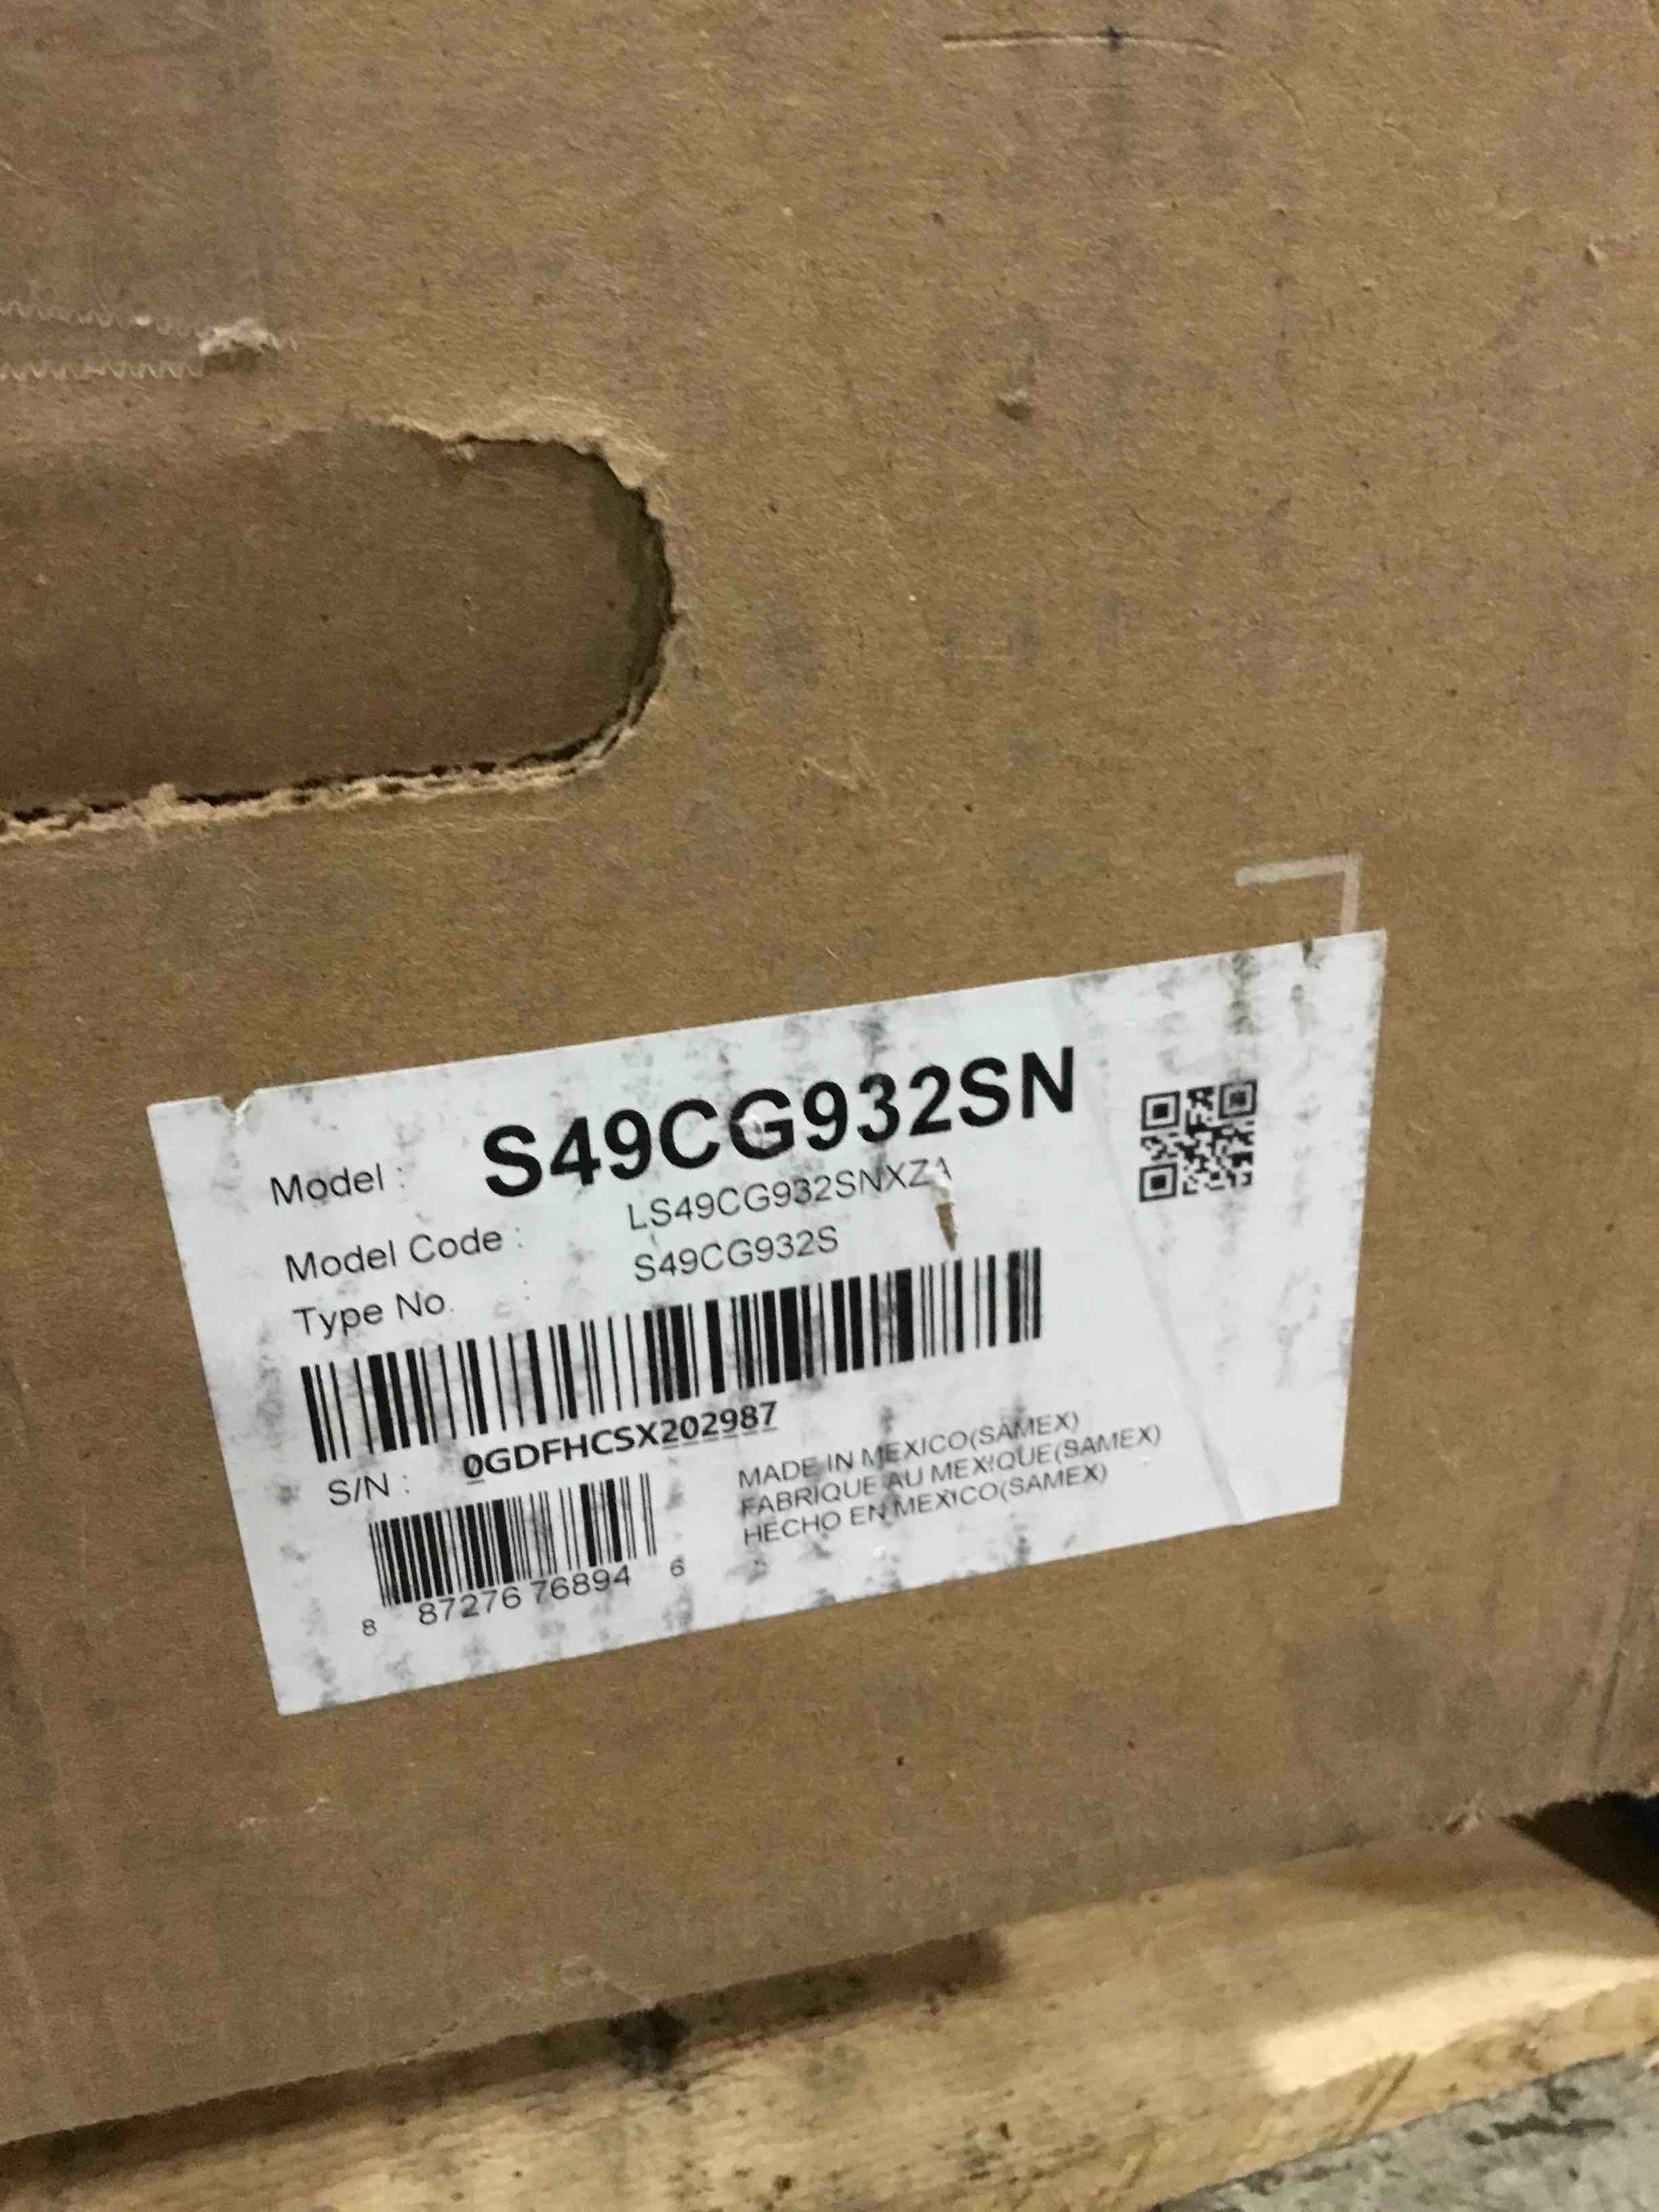 Model : S49CG932SN
Model Code : LS49CG932SNXZA
Type No. : S49CG932S
S/N : 0GDFHCSX202987
MADE IN MEXICO(SAMEX)
FABRIQUE AU MEXIQUE(SAMEX)
HECHO EN MEXICO(SAMEX)
8 87276 76894 6